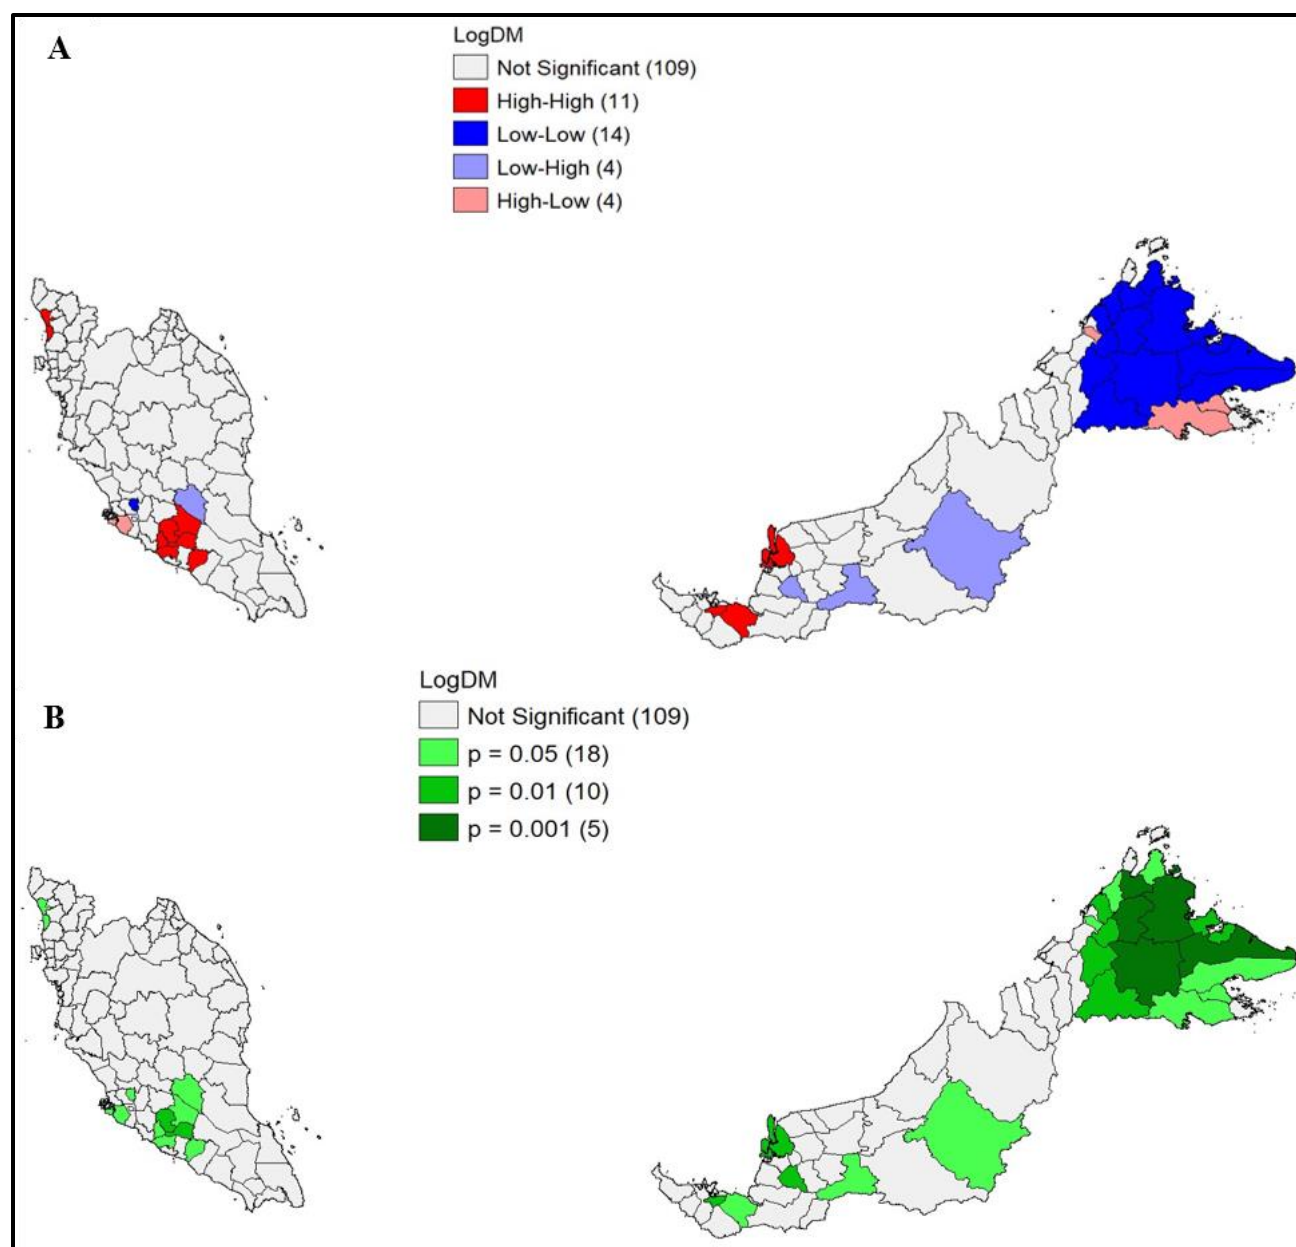 A
LogDM
Not Significant (109)
High-High (11)
Low-Low (14)
Low-High (4)
High-Low (4)
B
LogDM
Not Significant (109)
p = 0.05 (18)
p = 0.01 (10)
p = 0.001 (5)